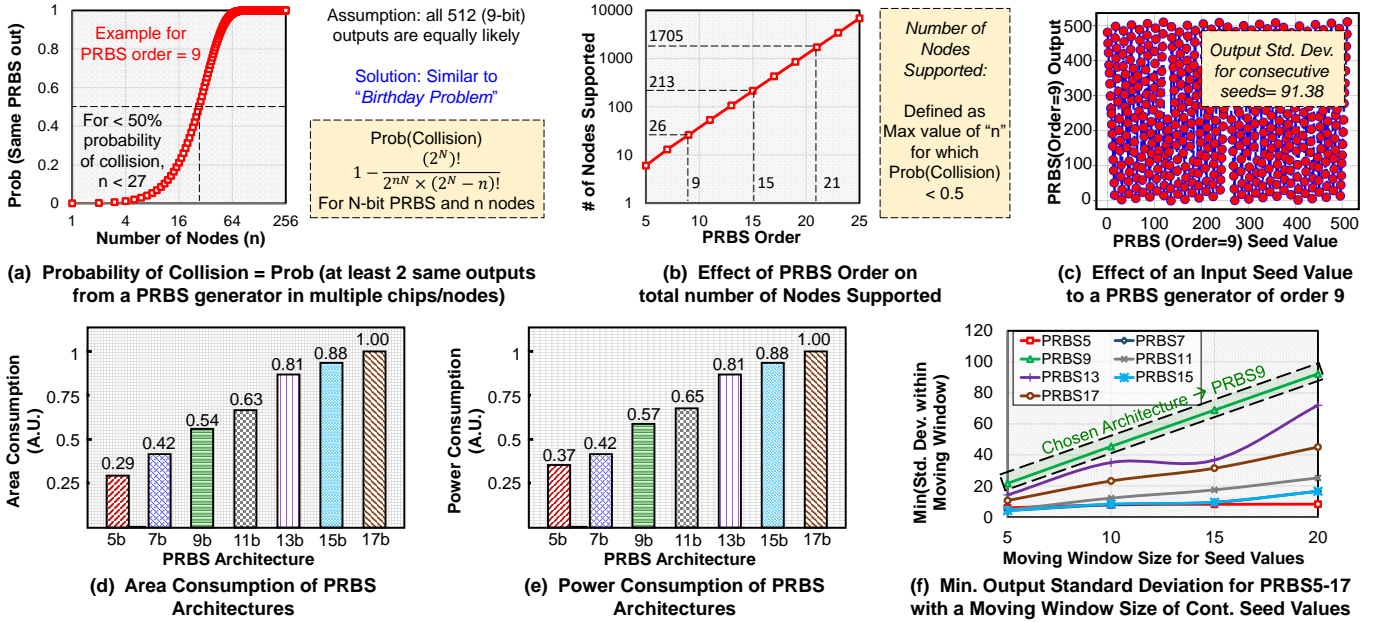 Prob (Same PRBS out)
1
0.8
0.6
0.4
0.2
0
Example for
PRBS order = 9
For < 50%
probability
of collision,
n < 27
1
4
16
64
256
Number of Nodes (n)
Assumption: all 512 (9-bit)
outputs are equally likely
Solution: Similar to
“Birthday Problem”
Prob(Collision)
1 − (2^N)! / (2^{nN} × (2^N − n)!)
For N-bit PRBS and n nodes
(a) Probability of Collision = Prob (at least 2 same outputs
from a PRBS generator in multiple chips/nodes)
# of Nodes Supported
10000
1000
100
10
1
1705
213
26
9
15
21
5
10
15
20
25
PRBS Order
Number of
Nodes
Supported:
Defined as
Max value of “n”
for which
Prob(Collision)
< 0.5
(b) Effect of PRBS Order on
total number of Nodes Supported
PRBS(Order=9) Output
500
400
300
200
100
0
Output Std. Dev.
for consecutive
seeds= 91.38
0
100
200
300
400
500
PRBS (Order=9) Seed Value
(c) Effect of an Input Seed Value
to a PRBS generator of order 9
Area Consumption
(A.U.)
1
0.75
0.5
0.25
0.29
0.42
0.54
0.63
0.81
0.88
1.00
5b
7b
9b
11b
13b
15b
17b
PRBS Architecture
(d) Area Consumption of PRBS
Architectures
Power Consumption
(A.U.)
1
0.75
0.5
0.25
0.37
0.42
0.57
0.65
0.81
0.88
1.00
5b
7b
9b
11b
13b
15b
17b
PRBS Architecture
(e) Power Consumption of PRBS
Architectures
Min(Std. Dev. within
Moving Window)
120
100
80
60
40
20
0
PRBS5
PRBS7
PRBS9
PRBS11
PRBS13
PRBS15
PRBS17
Chosen Architecture → PRBS9
5
10
15
20
Moving Window Size for Seed Values
(f) Min. Output Standard Deviation for PRBS5-17
with a Moving Window Size of Cont. Seed Values